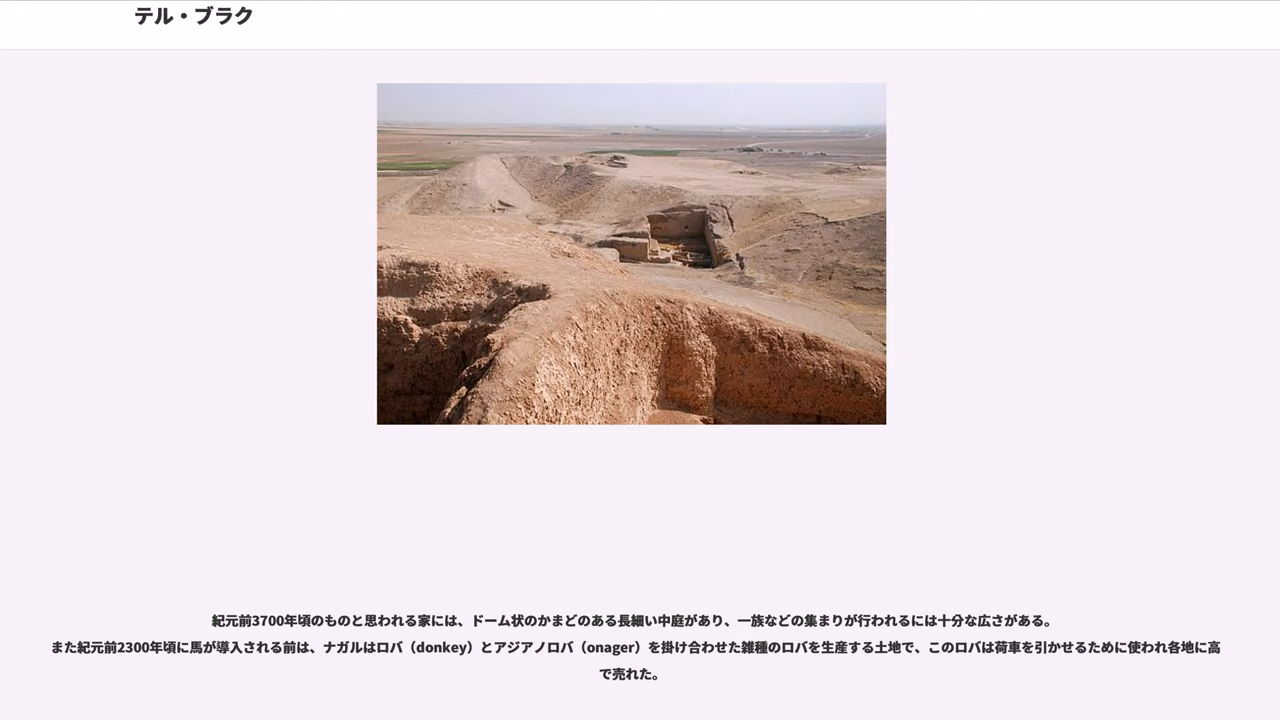 テル・ブラク
紀元前3700年頃のものと思われる家には、ドーム状のかまどのある長細い中庭があり、一族などの集まりが行われるには十分な広さがある。
また紀元前2300年頃に馬が導入される前は、ナガルはロバ（donkey）とアジアノロバ（onager）を掛け合わせた雑種のロバを生産する土地で、このロバは荷車を引かせるために使われ各地に高
で売れた。